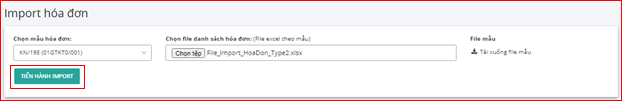 Import hóa đơn
Chọn mẫu hóa đơn:
KN/19E (01GTKT0/001)
Chọn file danh sách hóa đơn: (File excel theo mẫu)
Chọn tệp File_Import_HoaDon_Type2.xlsx
File mẫu
Tải xuống file mẫu
TIẾN HÀNH IMPORT